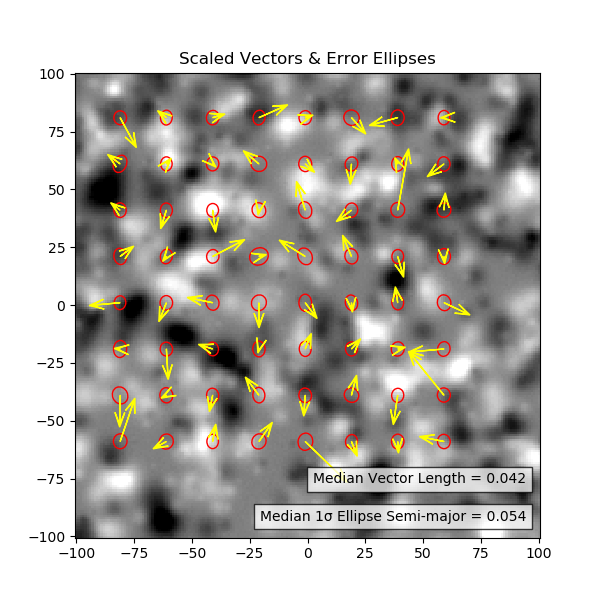 Scaled Vectors & Error Ellipses
100
75
50
25
0
−25
−50
−75
−100
Median Vector Length = 0.042
Median 1σ Ellipse Semi-major = 0.054
−100 −75 −50 −25 0 25 50 75 100